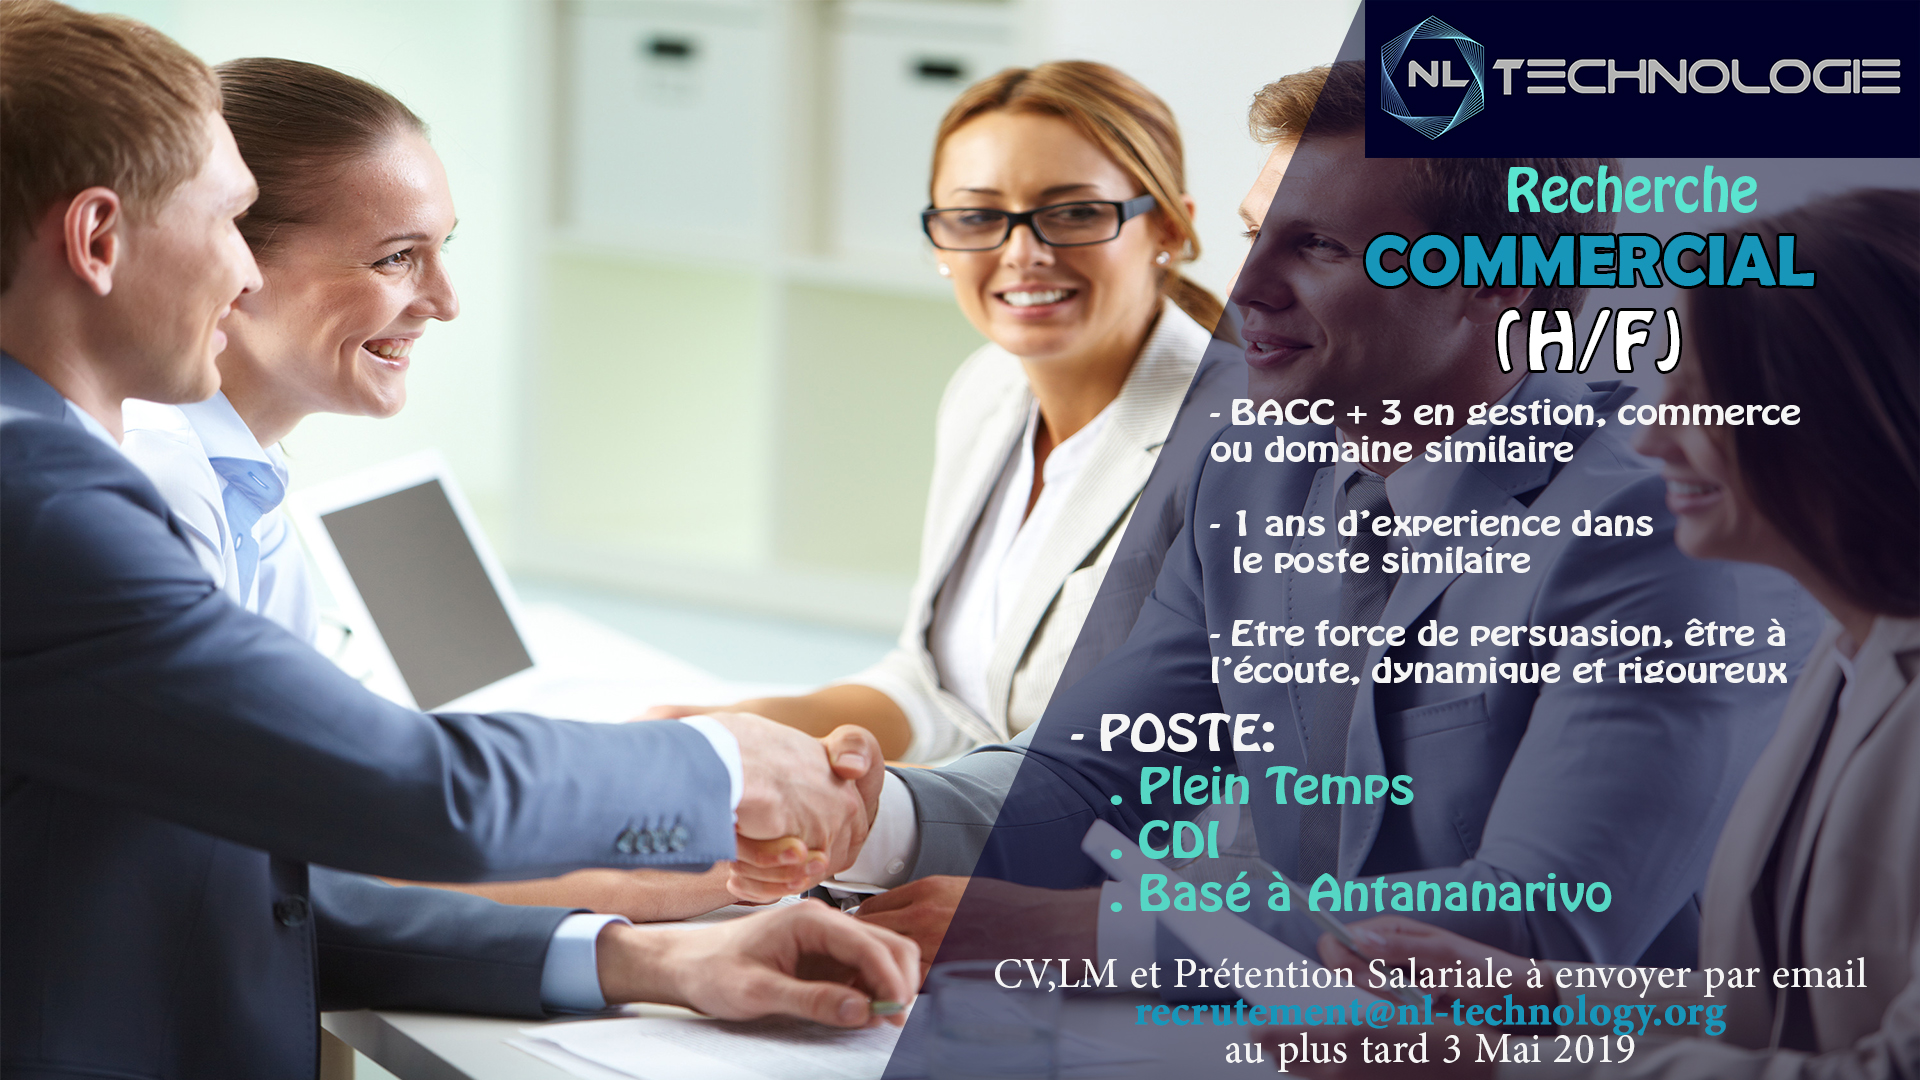 NL TECHNOLOGIE
Recherche
COMMERCIAL
(H/F)
- BACC + 3 en gestion, commerce
ou domaine similaire
- 1 ans d'experience dans
le poste similaire
- Etre force de persuasion, être à
l'écoute, dynamique et rigoureux
- POSTE:
. Plein Temps
. CDI
. Basé à Antananarivo
CV,LM et Prétention Salariale à envoyer par email
recrutement@nl-technology.org
au plus tard 3 Mai 2019